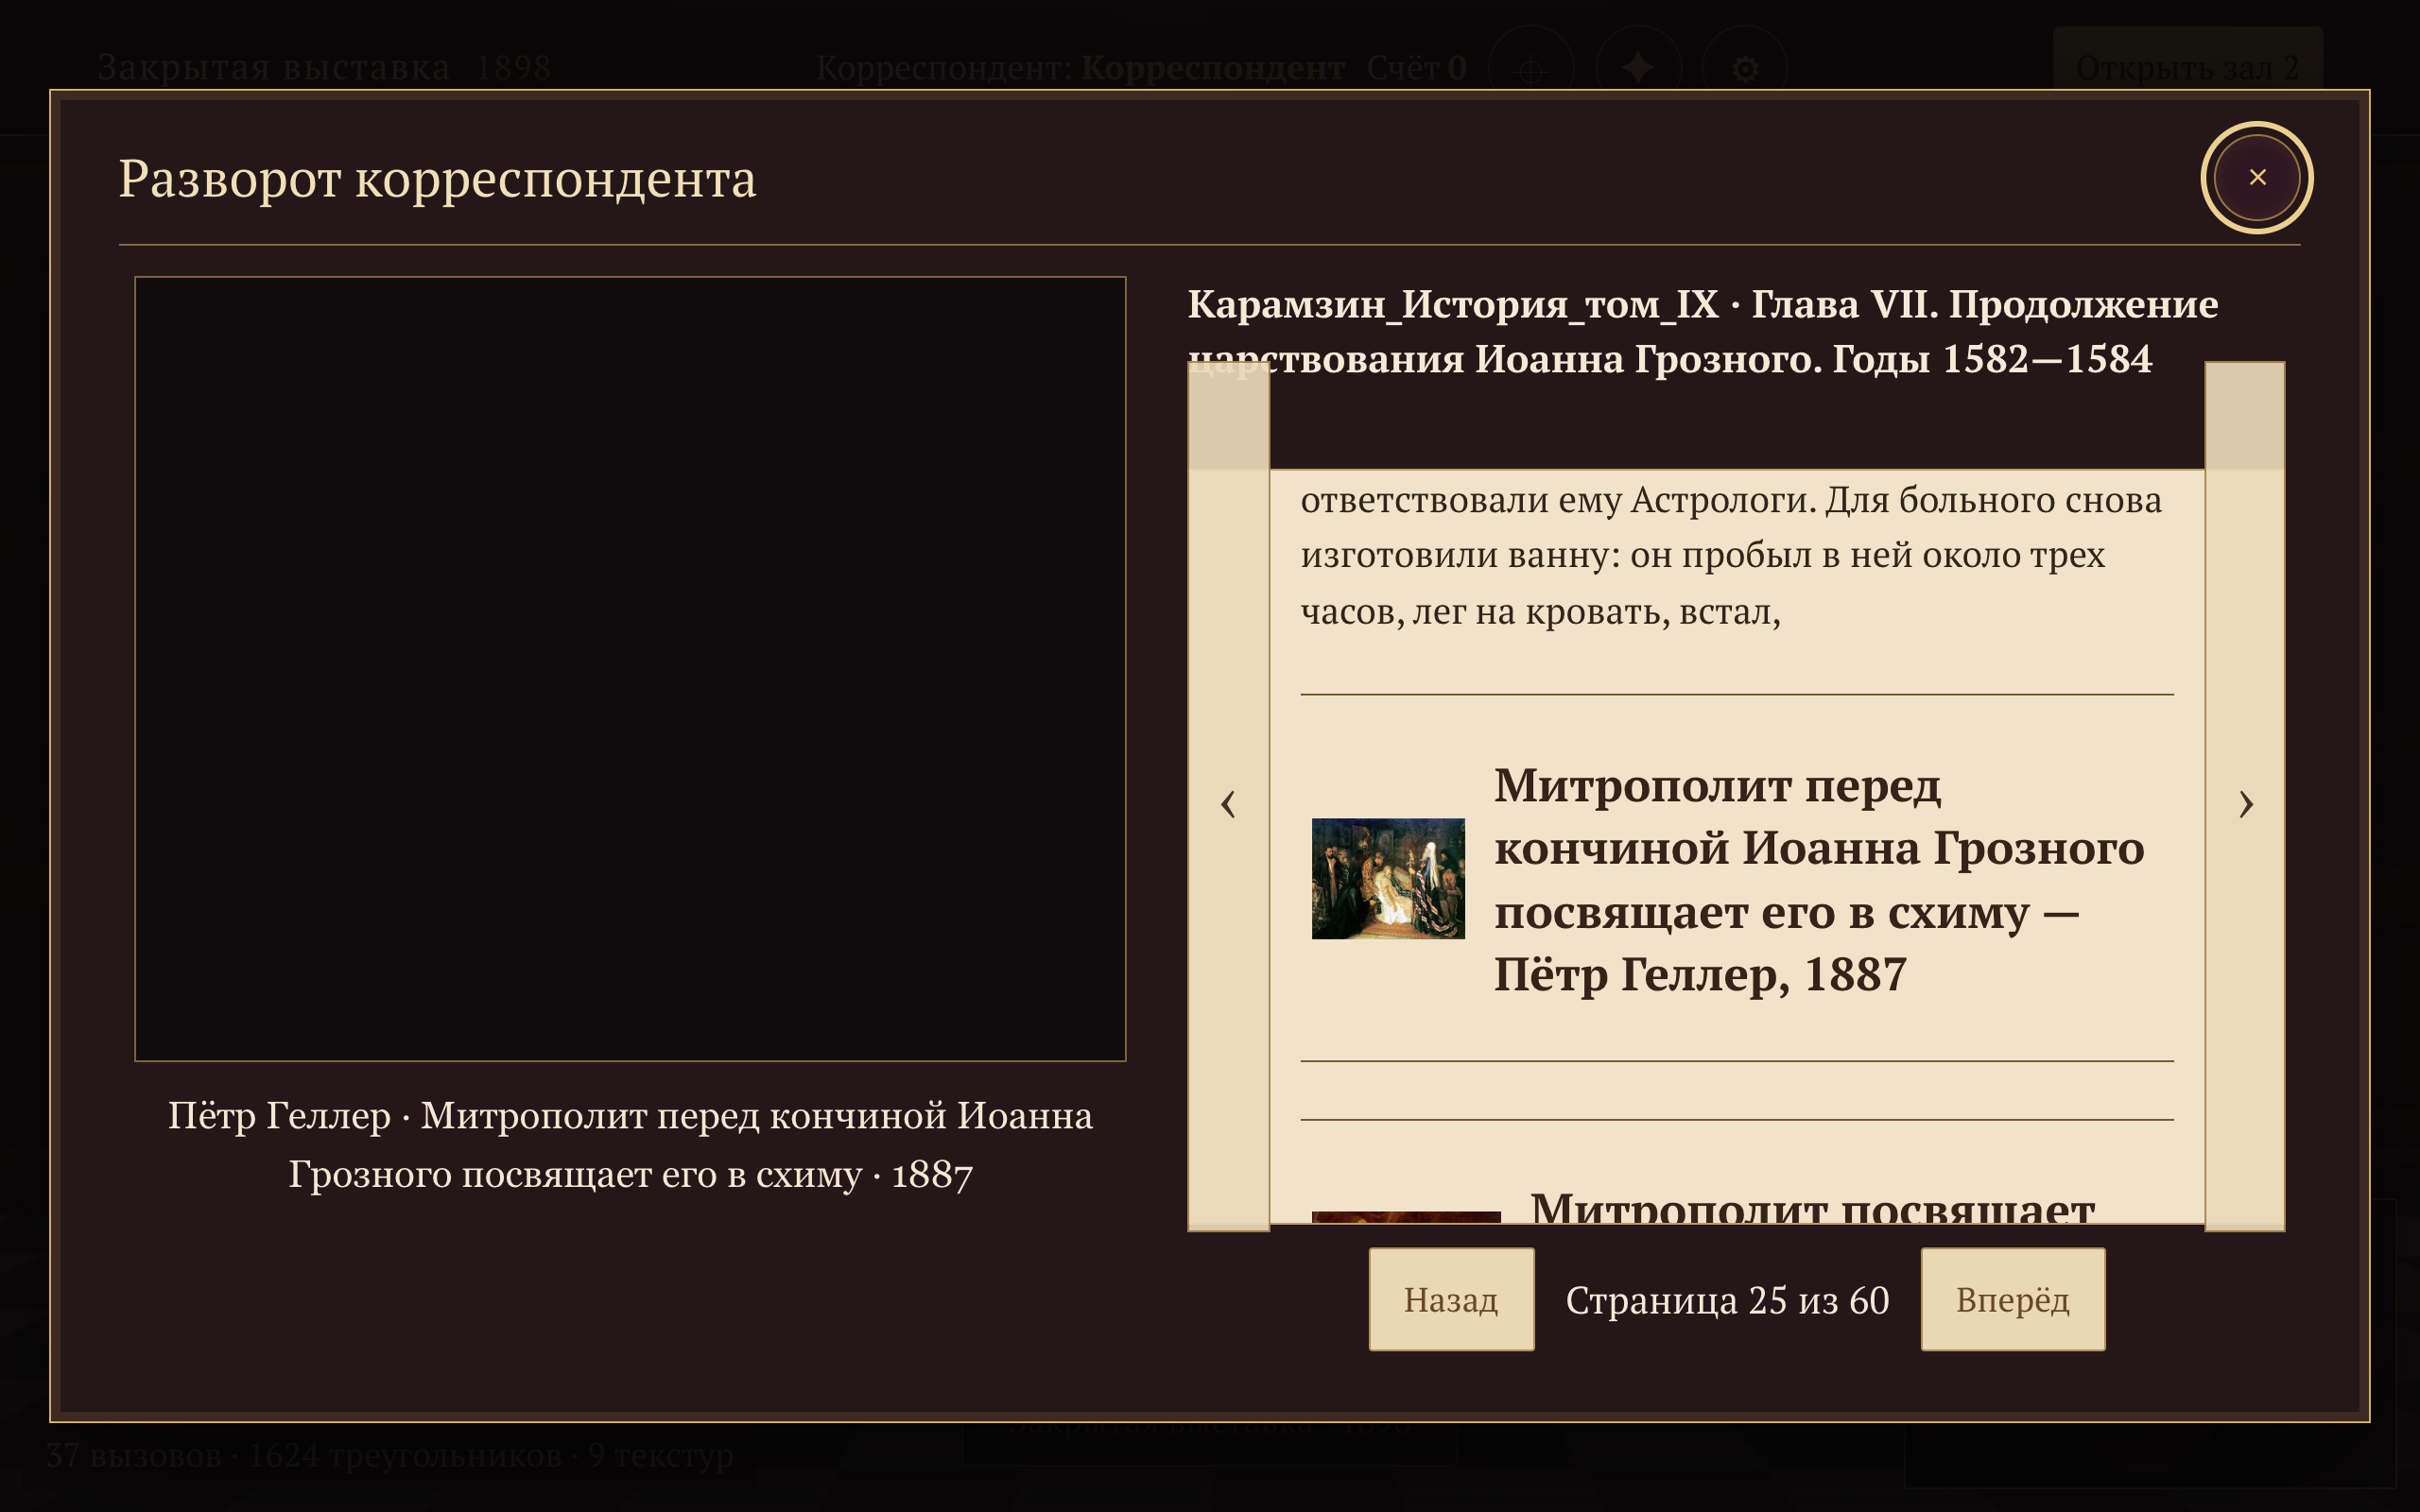 Закрытая выставка 1898
Корреспондент: Корреспондент Счёт 0
Открыть зал 2
Разворот корреспондента
×
Карамзин_История_том_IX · Глава VII. Продолжение
царствования Иоанна Грозного. Годы 1582—1584
ответствовали ему Астрологи. Для больного снова
изготовили ванну: он пробыл в ней около трех
часов, лег на кровать, встал,
‹
›
Митрополит перед
кончиной Иоанна Грозного
посвящает его в схиму —
Пётр Геллер, 1887
Митрополит посвящает
Пётр Геллер · Митрополит перед кончиной Иоанна
Грозного посвящает его в схиму · 1887
Назад
Страница 25 из 60
Вперёд
Закрытая выставка 1898
37 вызовов · 1624 треугольников · 9 текстур